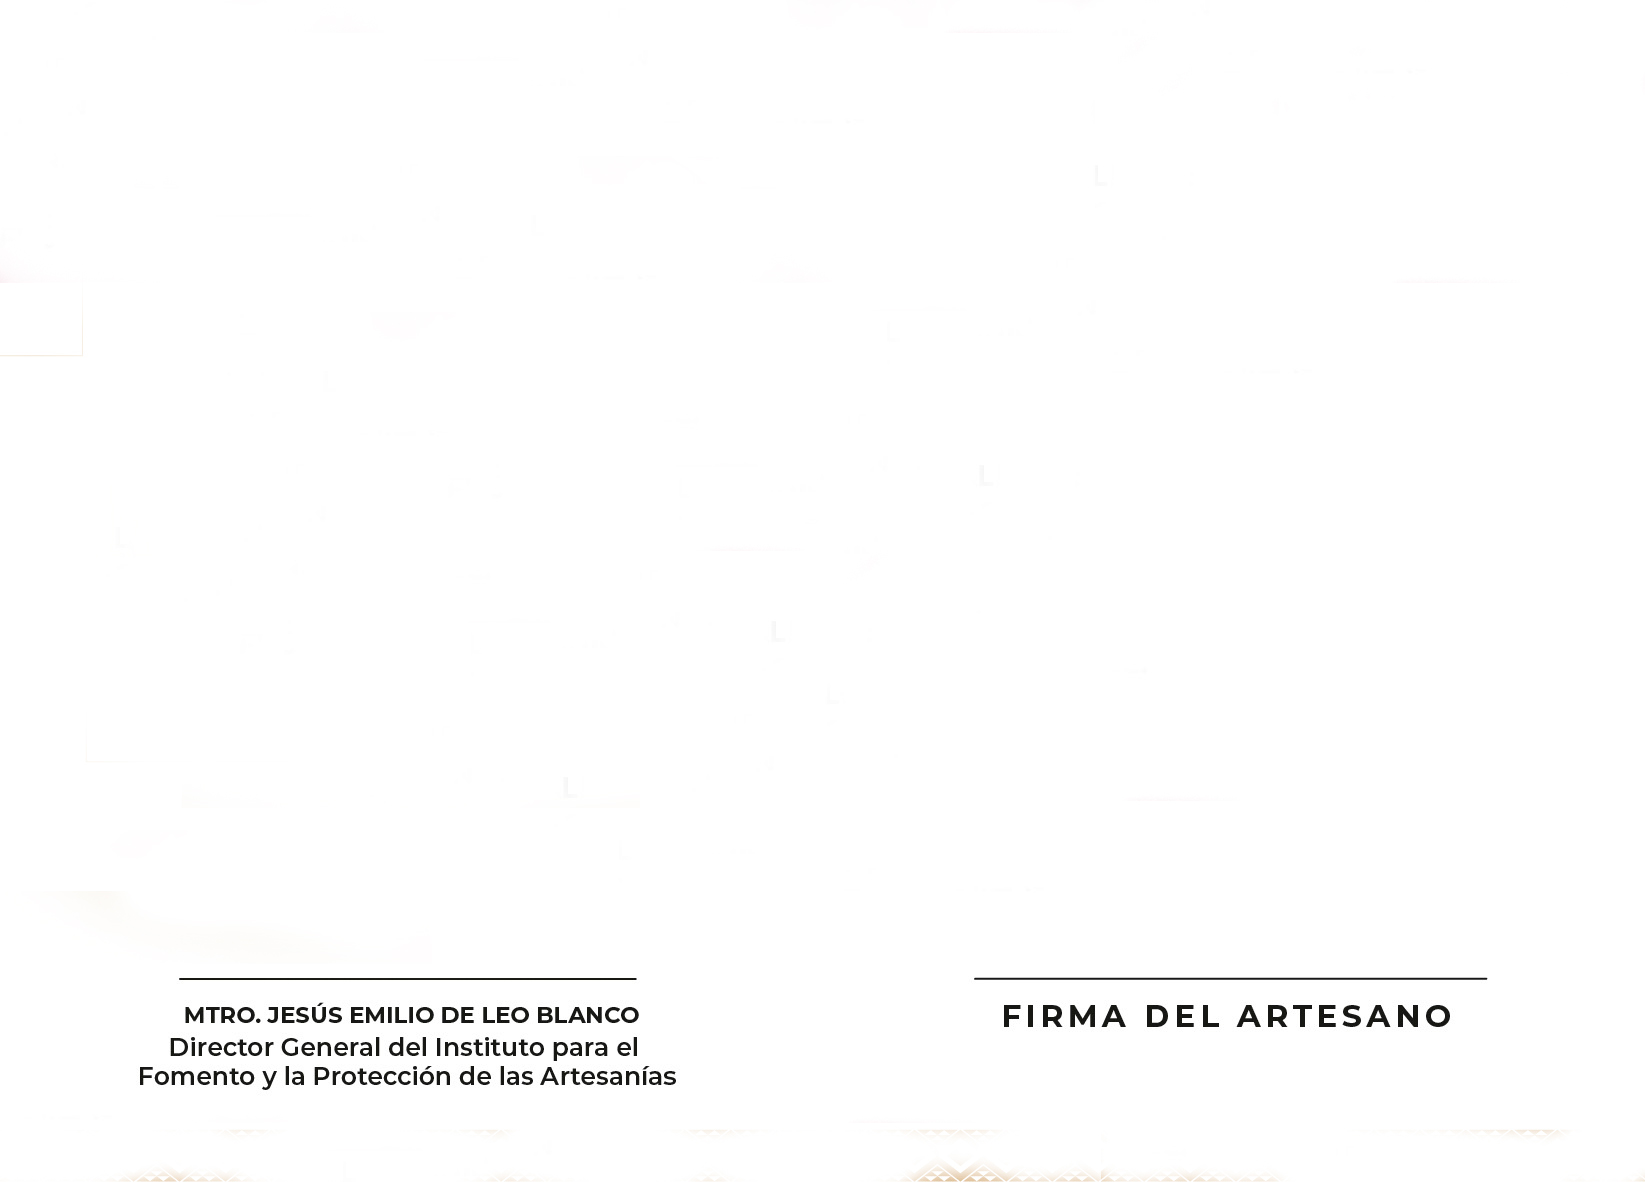 MTRO. JESÚS EMILIO DE LEO BLANCO
Director General del Instituto para el
Fomento y la Protección de las Artesanías
FIRMA DEL ARTESANO